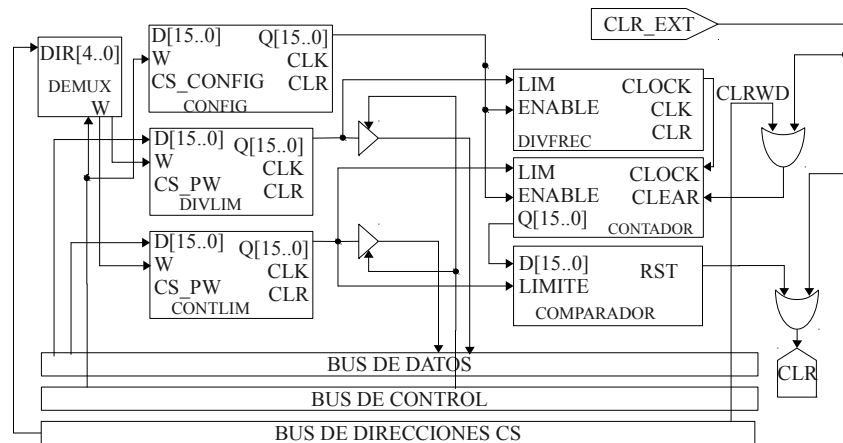 DIR[4..0]
DEMUX
W
D[15..0]
Q[15..0]
W
CLK
CS_CONFIG
CLR
CONFIG
D[15..0]
Q[15..0]
W
CLK
CS_PW
CLR
DIVLIM
D[15..0]
Q[15..0]
W
CLK
CS_PW
CLR
CONTLIM
CLR_EXT
LIM
CLOCK
ENABLE
CLK
CLR
DIVFREC
CLRWD
LIM
CLOCK
ENABLE
CLEAR
Q[15..0]
CONTADOR
D[15..0]
RST
LIMITE
COMPARADOR
CLR
BUS DE DATOS
BUS DE CONTROL
BUS DE DIRECCIONES CS